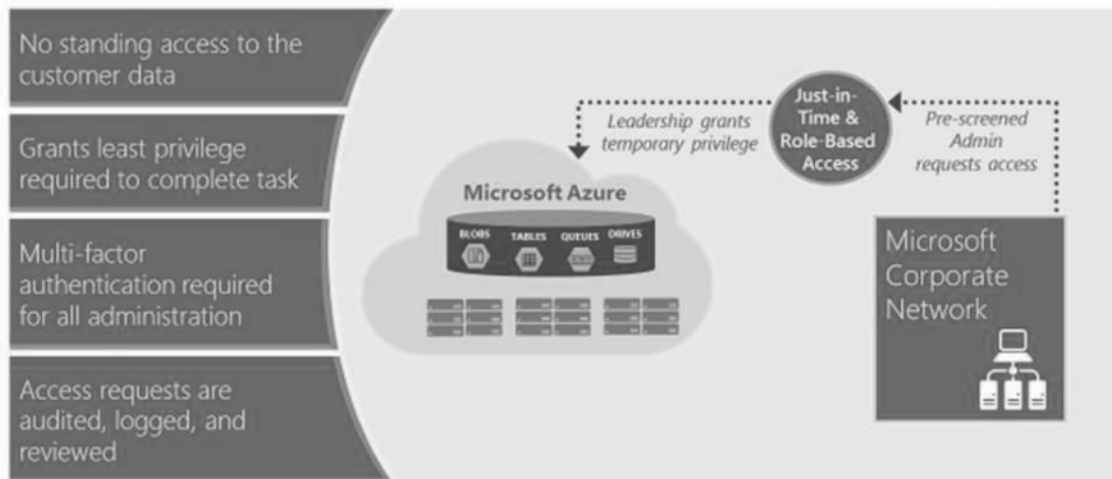 No standing access to the
customer data
Grants least privilege
required to complete task
Multi-factor
authentication required
for all administration
Access requests are
audited, logged, and
reviewed
Leadership grants
temporary privilege
Just-in-
Time &
Role-Based
Access
Pre-screened
Admin
requests access
Microsoft Azure
BLOBS TABLES QUEUES DRIVES
Microsoft
Corporate
Network